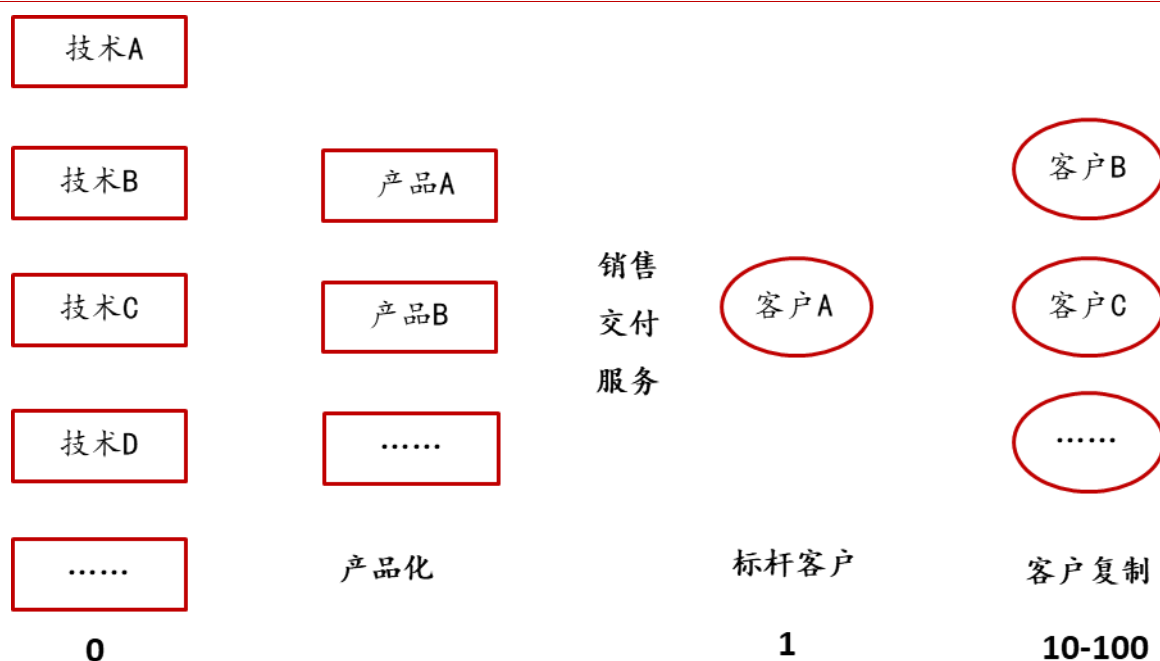 技术A
技术B
技术C
技术D
……
0
产品A
产品B
……
产品化
销售
交付
服务
客户A
标杆客户
1
客户B
客户C
……
客户复制
10-100